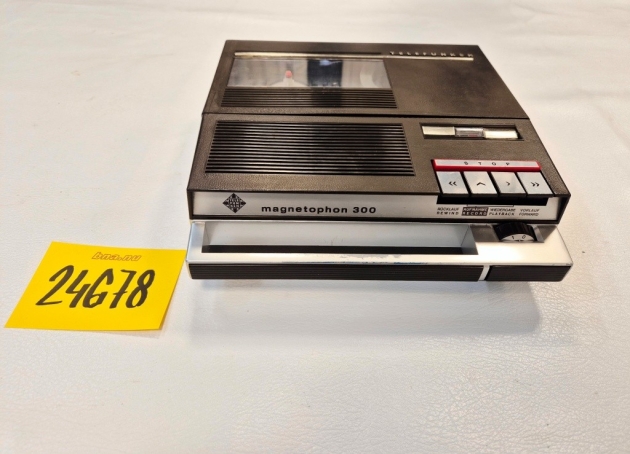 TELEFUNKEN
STOP
magnetophon 300
RÜCKLAUF AUFNAHME WIEDERGABE VORLAUF
REWIND RECORD PLAYBACK FORWARD
bna.nu
24G78